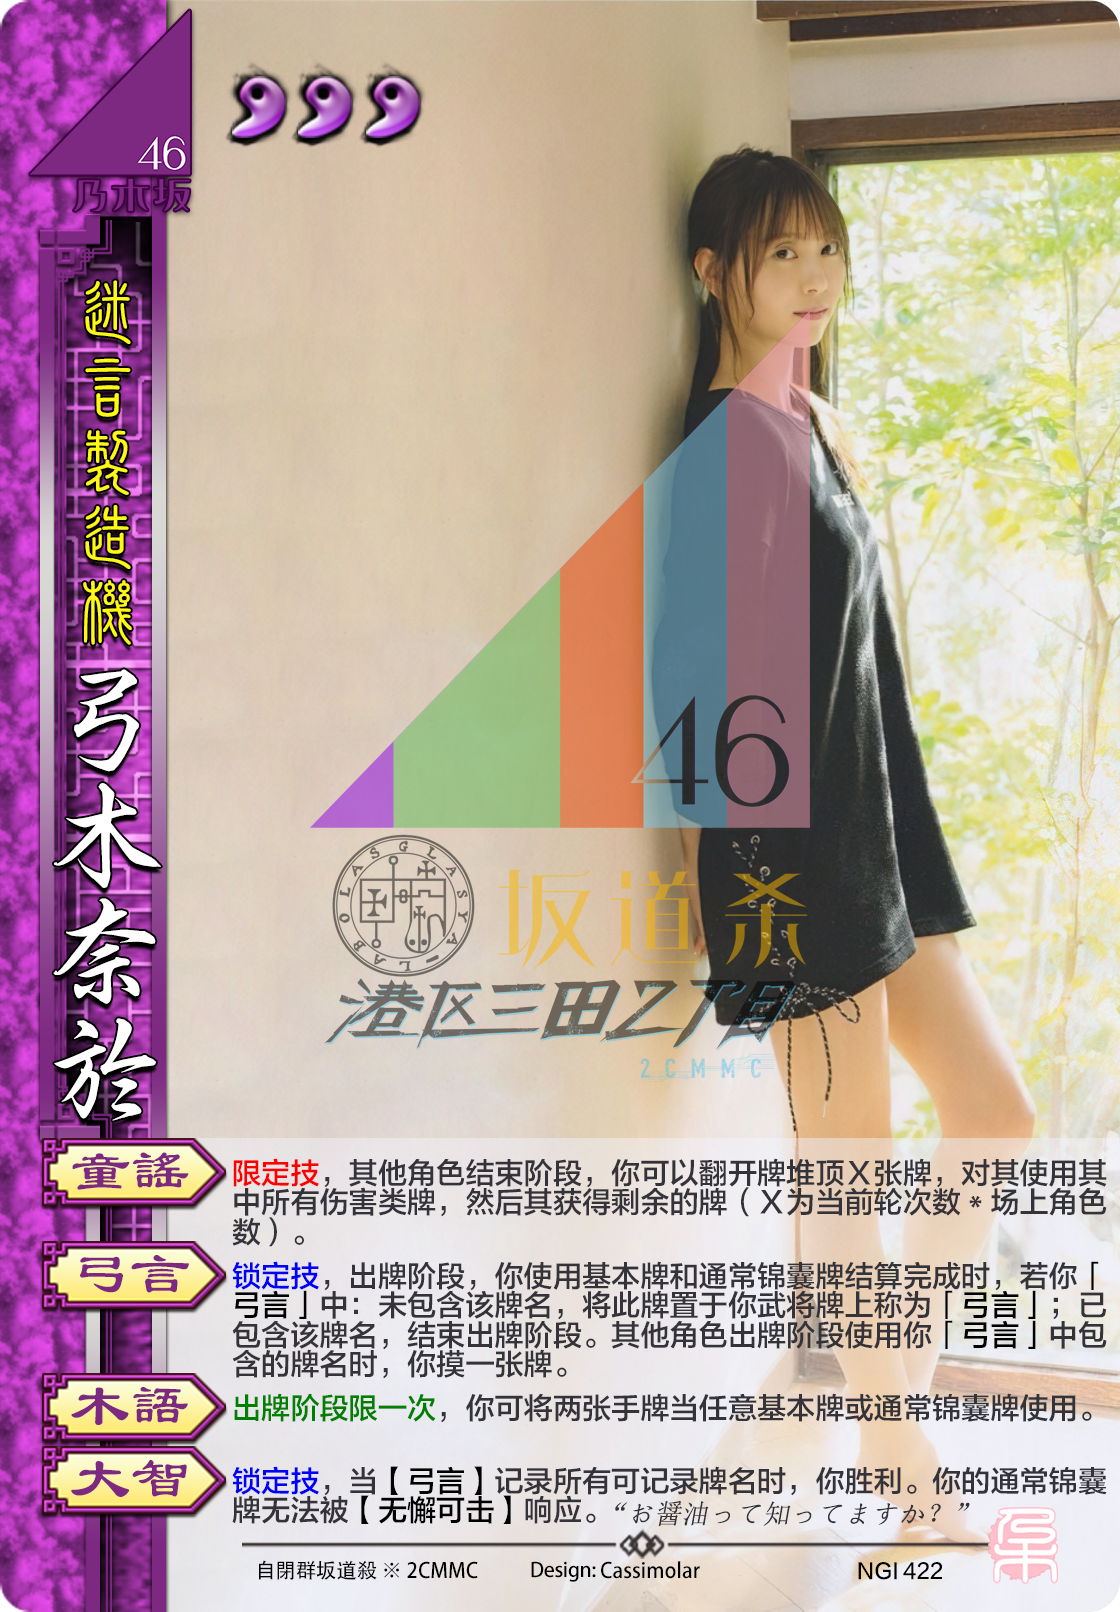 46
乃木坂
迷言製造機
弓木奈於
46
GLASYA-LABOLAS
坂道杀
港区三田乙丁目
2CMMC
童謠
限定技，其他角色结束阶段，你可以翻开牌堆顶X张牌，对其使用其
中所有伤害类牌，然后其获得剩余的牌（X为当前轮次数*场上角色
数）。
弓言
锁定技，出牌阶段，你使用基本牌和通常锦囊牌结算完成时，若你「
弓言」中：未包含该牌名，将此牌置于你武将牌上称为「弓言」；已
包含该牌名，结束出牌阶段。其他角色出牌阶段使用你「弓言」中包
含的牌名时，你摸一张牌。
木語
出牌阶段限一次，你可将两张手牌当任意基本牌或通常锦囊牌使用。
大智
锁定技，当【弓言】记录所有可记录牌名时，你胜利。你的通常锦囊
牌无法被【无懈可击】响应。“お醤油って知ってますか？”
自閉群坂道殺 ※ 2CMMC Design: Cassimolar NGI 422